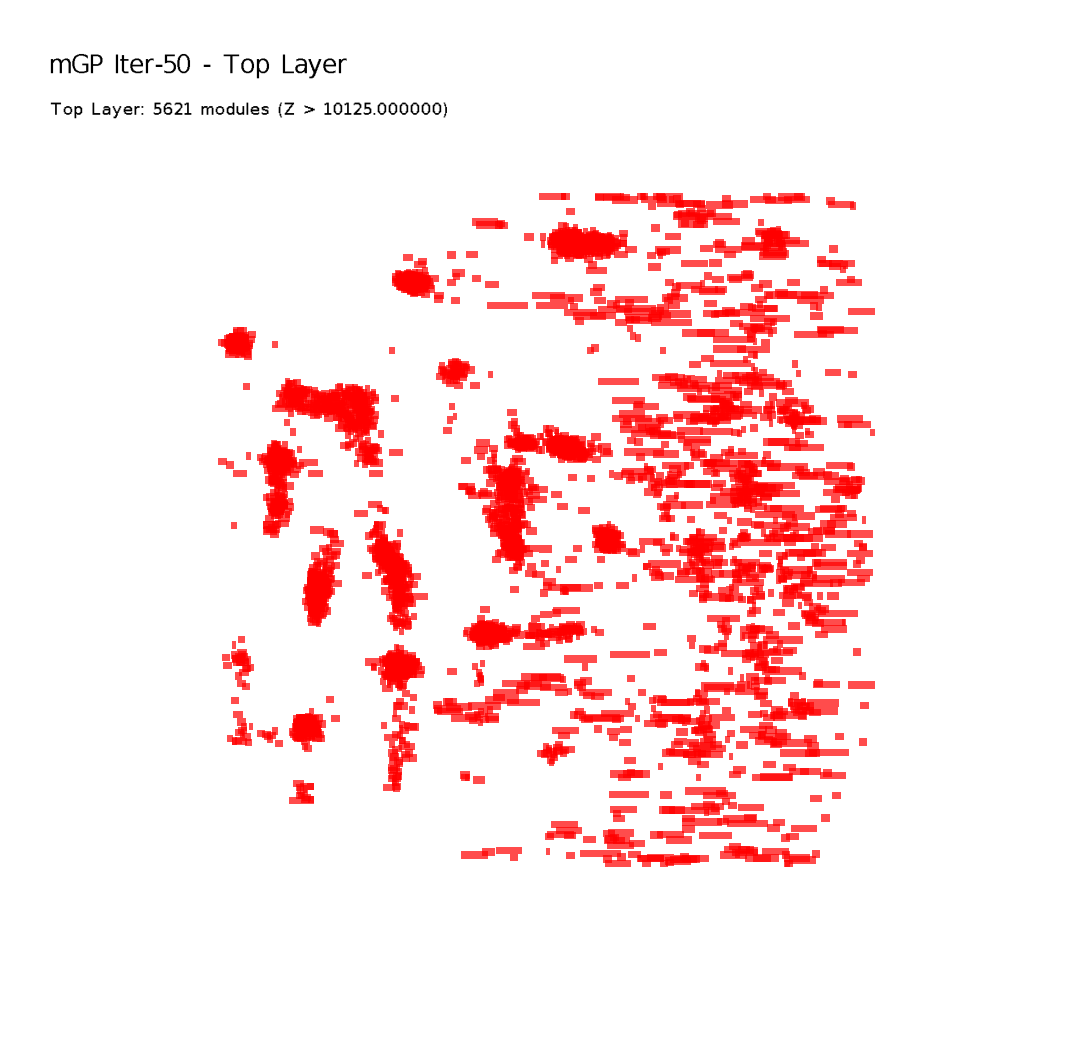 mGP Iter-50 - Top Layer
Top Layer: 5621 modules (Z > 10125.000000)